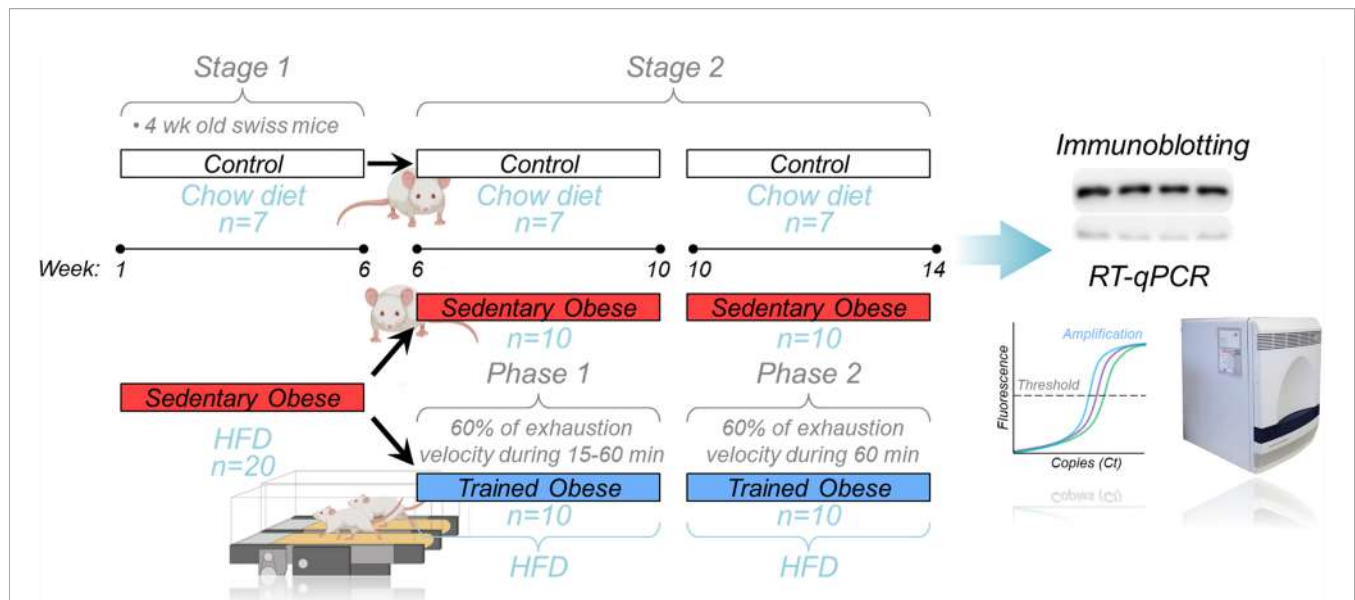 Stage 1
Stage 2
• 4 wk old swiss mice
Control
Control
Control
Chow diet
n=7
Chow diet
n=7
Chow diet
n=7
Week: 1 6 6 10 10 14
Sedentary Obese
Sedentary Obese
n=10
n=10
Sedentary Obese
HFD
n=20
Phase 1
Phase 2
60% of exhaustion
velocity during 15-60 min
60% of exhaustion
velocity during 60 min
Trained Obese
Trained Obese
n=10
n=10
HFD
HFD
Immunoblotting
RT-qPCR
Amplification
Threshold
Fluorescence
Copies (Ct)